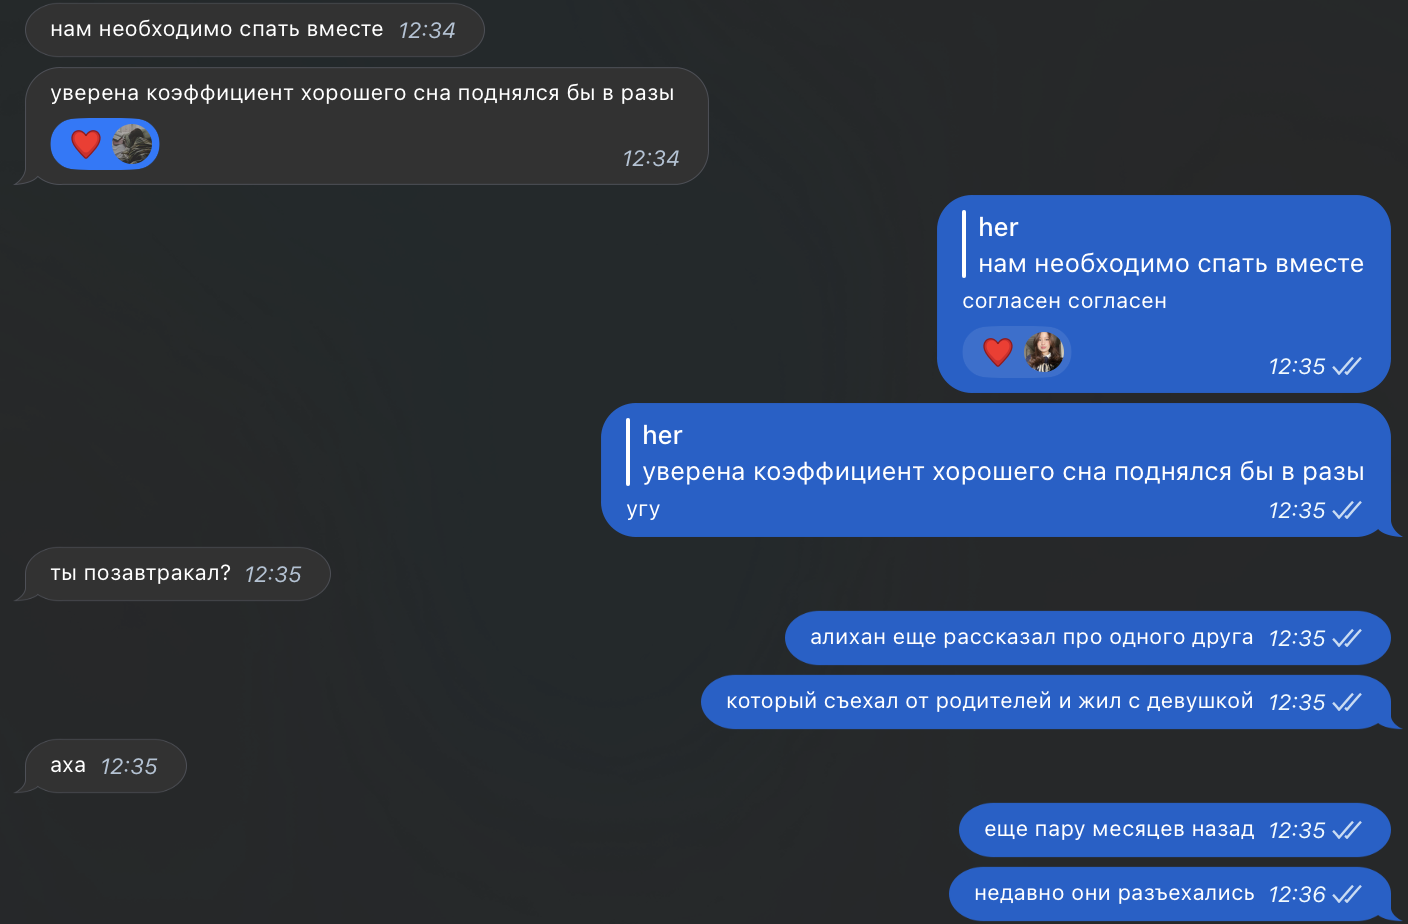 нам необходимо спать вместе 12:34
уверена коэффициент хорошего сна поднялся бы в разы
12:34
her
нам необходимо спать вместе
согласен согласен
12:35
her
уверена коэффициент хорошего сна поднялся бы в разы
угу 12:35
ты позавтракал? 12:35
алихан еще рассказал про одного друга 12:35
который съехал от родителей и жил с девушкой 12:35
аха 12:35
еще пару месяцев назад 12:35
недавно они разъехались 12:36